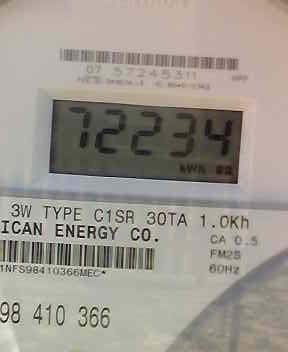 07 57245311
72234
kWh
3W TYPE C1SR 30TA 1.0Kh
ICAN ENERGY CO.
CA 0.5
FM2S
60Hz
1NFS98410366MEC*
98 410 366